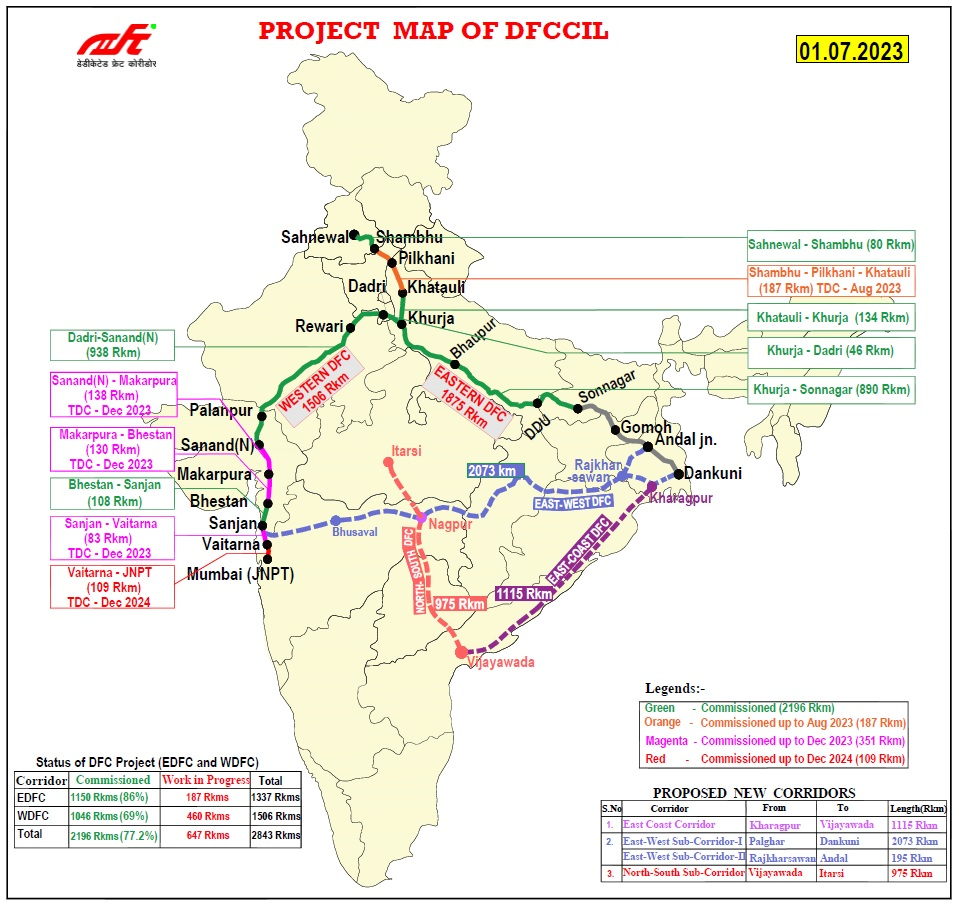 PROJECT MAP OF DFCCIL
डेडीकेटेड फ्रेट कोरीडोर
01.07.2023
Sahnewal
Shambhu
Pilkhani
Dadri
Khatauli
Rewari
Khurja
Bhaupur
WESTERN DFC
1506 Rkm
EASTERN DFC
1875 Rkm
Sonnagar
DDU
Gomoh
Andal jn.
Dankuni
Palanpur
Sanand(N)
Makarpura
Bhestan
Sanjan
Vaitarna
Mumbai (JNPT)
Itarsi
2073 km
Rajkhar
-sawan
EAST-WEST DFC
Kharagpur
Bhusaval
Nagpur
NORTH- SOUTH DFC
975 Rkm
EAST-COAST DFC
1115 Rkm
Vijayawada
Sahnewal - Shambhu (80 Rkm)
Shambhu - Pilkhani - Khatauli
(187 Rkm) TDC - Aug 2023
Khatauli - Khurja (134 Rkm)
Khurja - Dadri (46 Rkm)
Khurja - Sonnagar (890 Rkm)
Dadri-Sanand(N)
(938 Rkm)
Sanand(N) - Makarpura
(138 Rkm)
TDC - Dec 2023
Makarpura - Bhestan
(130 Rkm)
TDC - Dec 2023
Bhestan - Sanjan
(108 Rkm)
Sanjan - Vaitarna
(83 Rkm)
TDC - Dec 2023
Vaitarna - JNPT
(109 Rkm)
TDC - Dec 2024
Legends:-
Green - Commissioned (2196 Rkm)
Orange - Commissioned up to Aug 2023 (187 Rkm)
Magenta - Commissioned up to Dec 2023 (351 Rkm)
Red - Commissioned up to Dec 2024 (109 Rkm)
Status of DFC Project (EDFC and WDFC)
Corridor Commissioned Work in Progress Total
EDFC 1150 Rkms (86%) 187 Rkms 1337 Rkms
WDFC 1046 Rkms (69%) 460 Rkms 1506 Rkms
Total 2196 Rkms (77.2%) 647 Rkms 2843 Rkms
PROPOSED NEW CORRIDORS
S.No Corridor From To Length(Rkm)
1. East Coast Corridor Kharagpur Vijayawada 1115 Rkm
2. East-West Sub-Corridor-I Palghar Dankuni 2073 Rkm
East-West Sub-Corridor-II Rajkharsawan Andal 195 Rkm
3. North-South Sub-Corridor Vijayawada Itarsi 975 Rkm